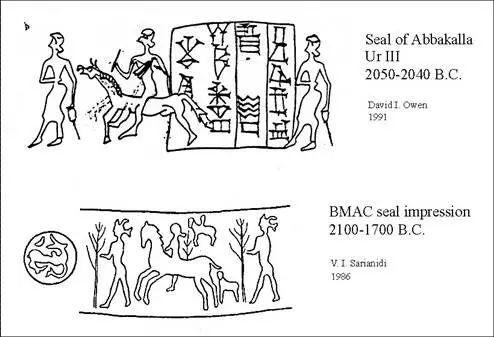 b
Seal of Abbakalla
Ur III
2050-2040 B.C.
David I. Owen
1991
BMAC seal impression
2100-1700 B.C.
V. I. Sarianidi
1986